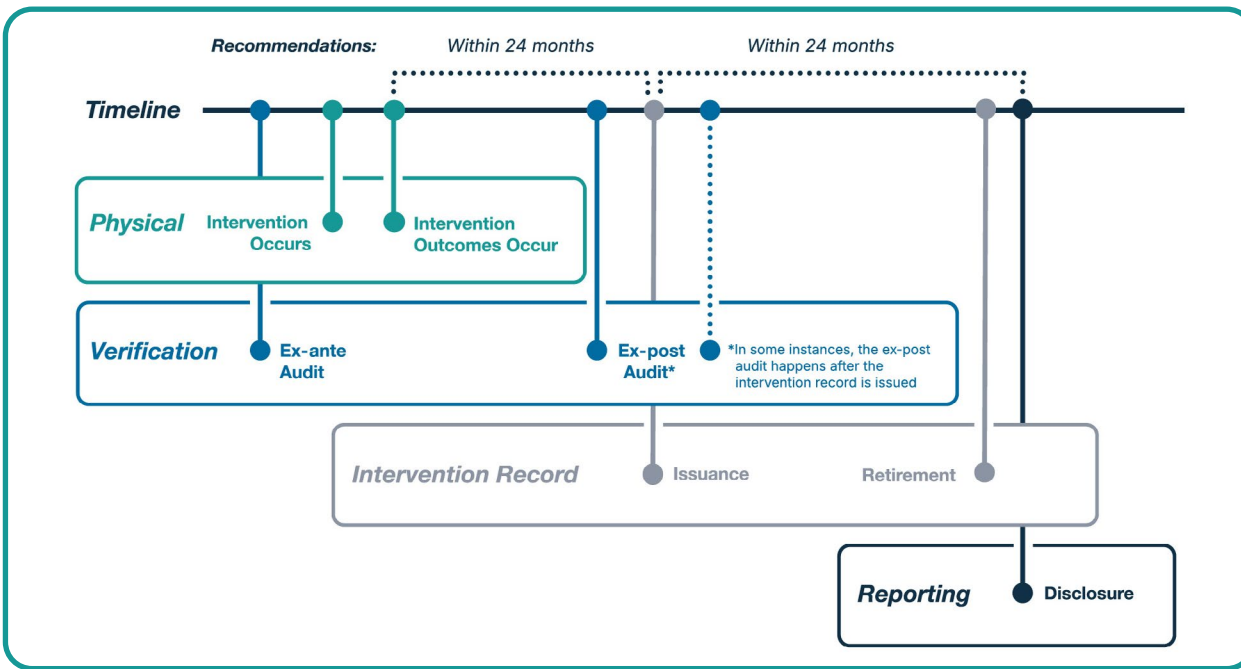 Recommendations: Within 24 months Within 24 months
Timeline
Physical
Intervention
Occurs
Intervention
Outcomes Occur
Verification
Ex-ante
Audit
Ex-post
Audit*
*In some instances, the ex-post
audit happens after the
intervention record is issued
Intervention Record
Issuance
Retirement
Reporting
Disclosure